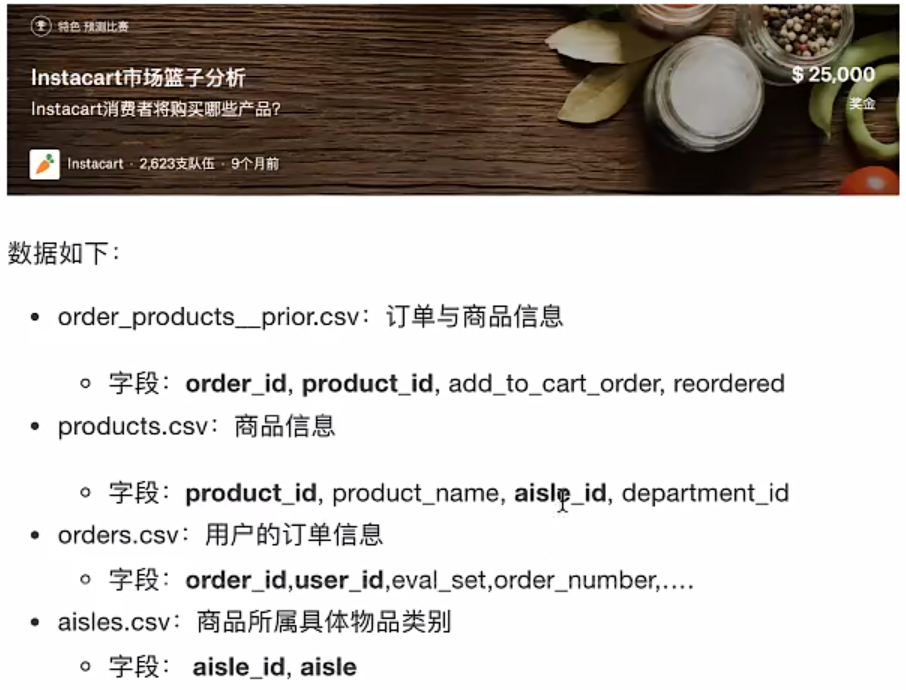 特色 预测比赛
Instacart市场篮子分析
$ 25,000
Instacart消费者将购买哪些产品?
奖金
Instacart · 2,623支队伍 · 9个月前
数据如下：
• order_products__prior.csv：订单与商品信息
◦ 字段：order_id, product_id, add_to_cart_order, reordered
• products.csv：商品信息
◦ 字段：product_id, product_name, aisle_id, department_id
• orders.csv：用户的订单信息
◦ 字段：order_id,user_id,eval_set,order_number,….
• aisles.csv：商品所属具体物品类别
◦ 字段： aisle_id, aisle